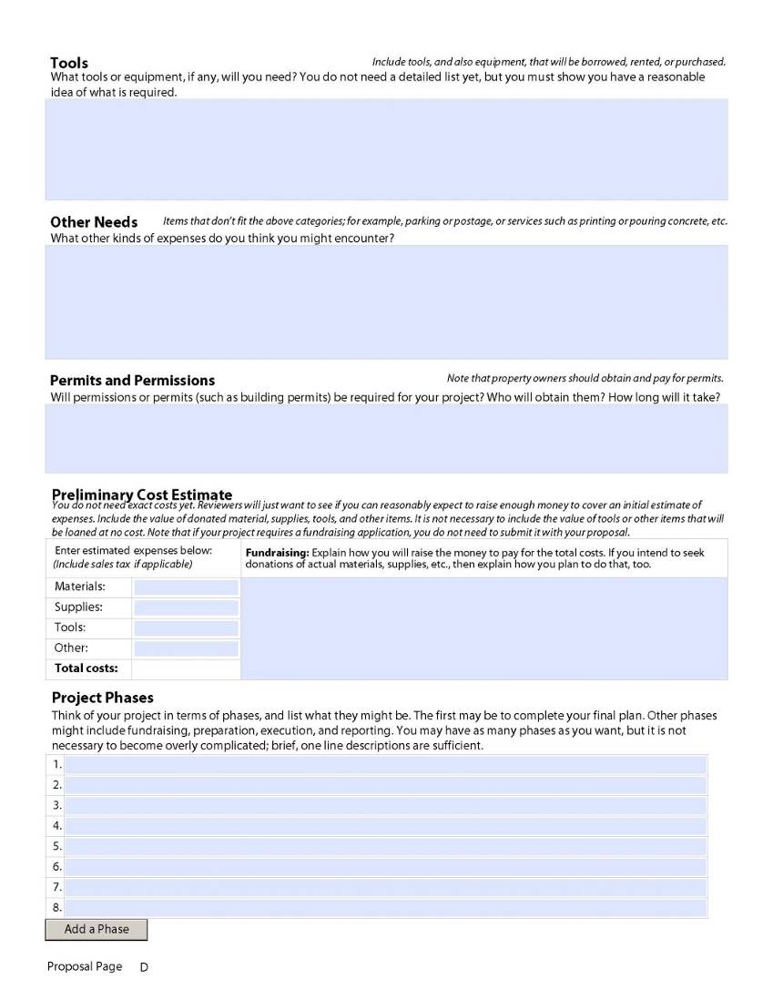 Tools
Include tools, and also equipment, that will be borrowed, rented, or purchased.
What tools or equipment, if any, will you need? You do not need a detailed list yet, but you must show you have a reasonable
idea of what is required.
Other Needs
Items that don't fit the above categories; for example, parking or postage, or services such as printing or pouring concrete, etc.
What other kinds of expenses do you think you might encounter?
Permits and Permissions
Note that property owners should obtain and pay for permits.
Will permissions or permits (such as building permits) be required for your project? Who will obtain them? How long will it take?
Preliminary Cost Estimate
You do not need exact costs yet. Reviewers will just want to see if you can reasonably expect to raise enough money to cover an initial estimate of
expenses. Include the value of donated material, supplies, tools, and other items. It is not necessary to include the value of tools or other items that will
be loaned at no cost. Note that if your project requires a fundraising application, you do not need to submit it with your proposal.
Enter estimated expenses below:
(Include sales tax if applicable)
Fundraising: Explain how you will raise the money to pay for the total costs. If you intend to seek
donations of actual materials, supplies, etc., then explain how you plan to do that, too.
Materials:
Supplies:
Tools:
Other:
Total costs:
Project Phases
Think of your project in terms of phases, and list what they might be. The first may be to complete your final plan. Other phases
might include fundraising, preparation, execution, and reporting. You may have as many phases as you want, but it is not
necessary to become overly complicated; brief, one line descriptions are sufficient.
1.
2.
3.
4.
5.
6.
7.
8.
Add a Phase
Proposal Page D